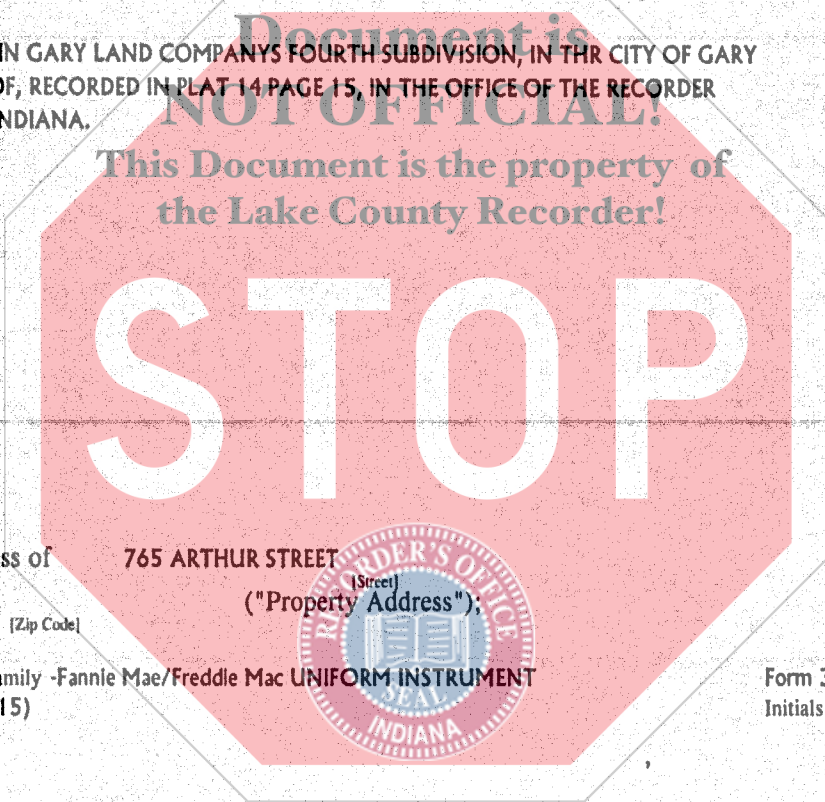 Document is
IN GARY LAND COMPANYS FOURTH SUBDIVISION, IN THR CITY OF GARY
OF, RECORDED IN PLAT 14 PAGE 15, IN THE OFFICE OF THE RECORDER
NOT OFFICIAL!
INDIANA.
This Document is the property of
the Lake County Recorder!
STOP
ss of 765 ARTHUR STREET
[Street]
("Property Address");
[Zip Code]
amily -Fannie Mae/Freddie Mac UNIFORM INSTRUMENT Form 3
15) Initials
RECORDER'S OFFICE
SEAL
INDIANA